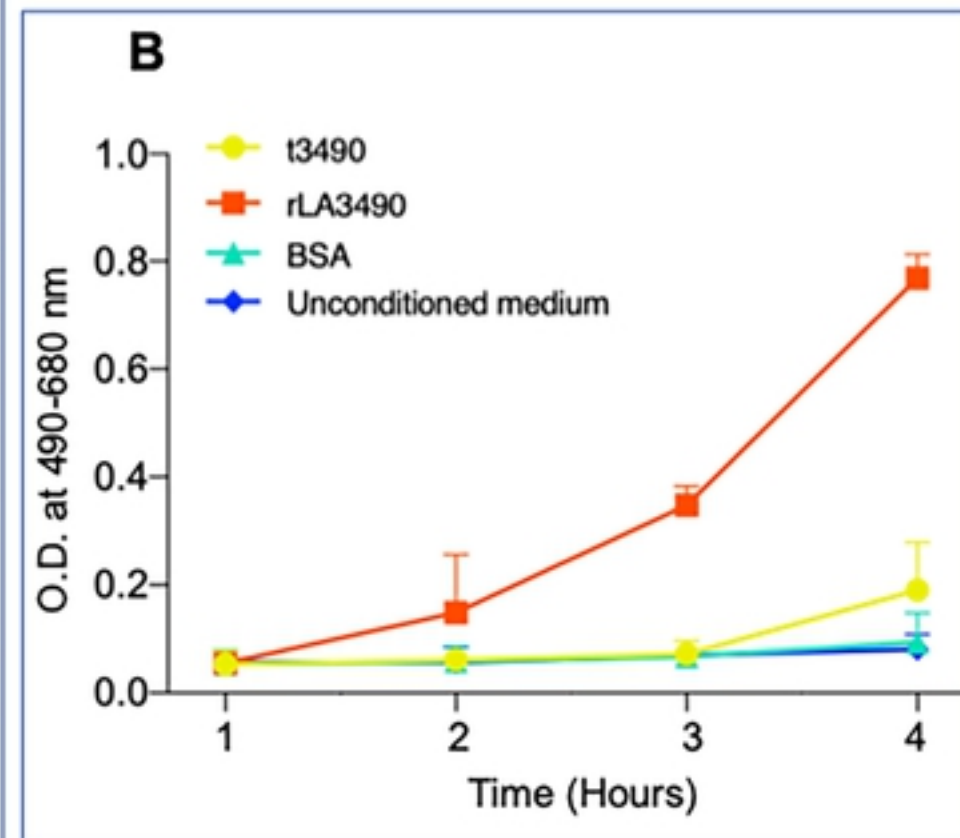 B
t3490
rLA3490
BSA
Unconditioned medium
1.0
0.8
0.6
0.4
0.2
0.0
O.D. at 490-680 nm
1 2 3 4
Time (Hours)